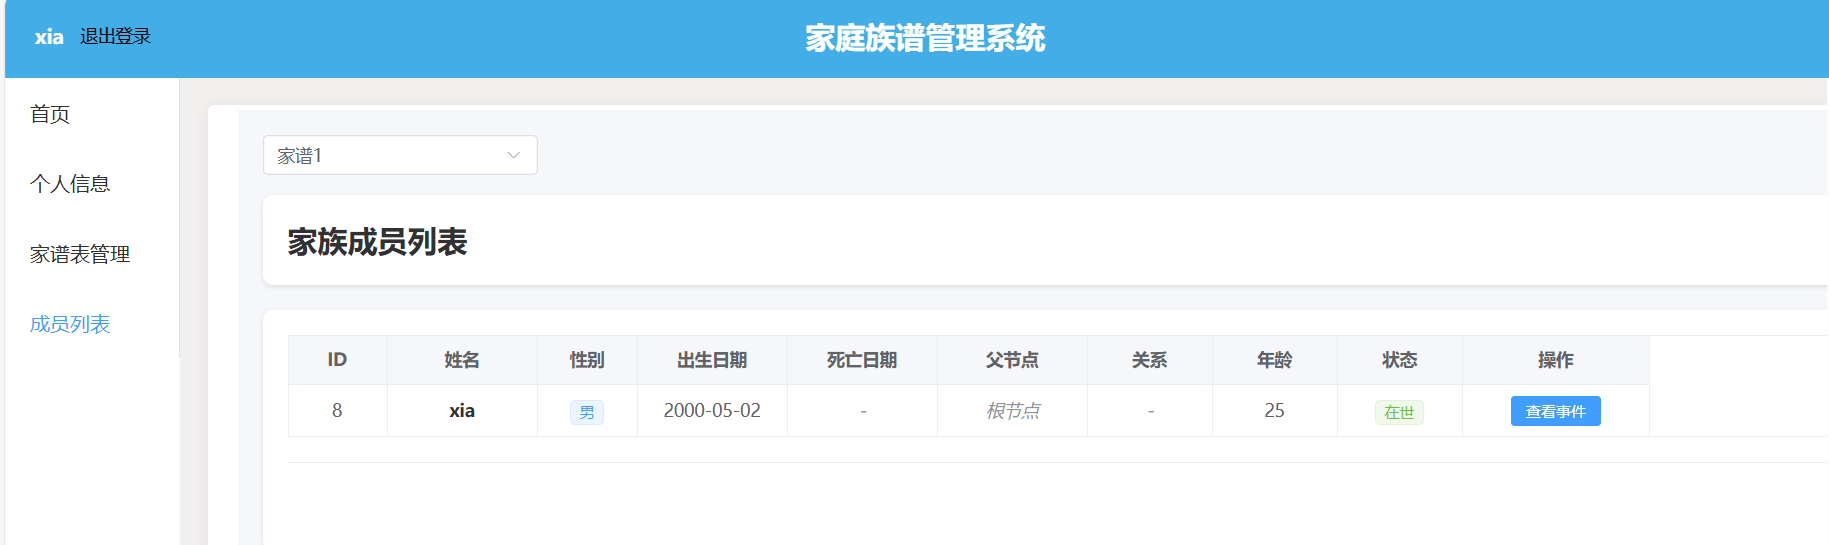 xia 退出登录 家庭族谱管理系统
首页
个人信息
家谱表管理
成员列表
家谱1
家族成员列表
ID 姓名 性别 出生日期 死亡日期 父节点 关系 年龄 状态 操作
8 xia 男 2000-05-02 - 根节点 - 25 在世 查看事件